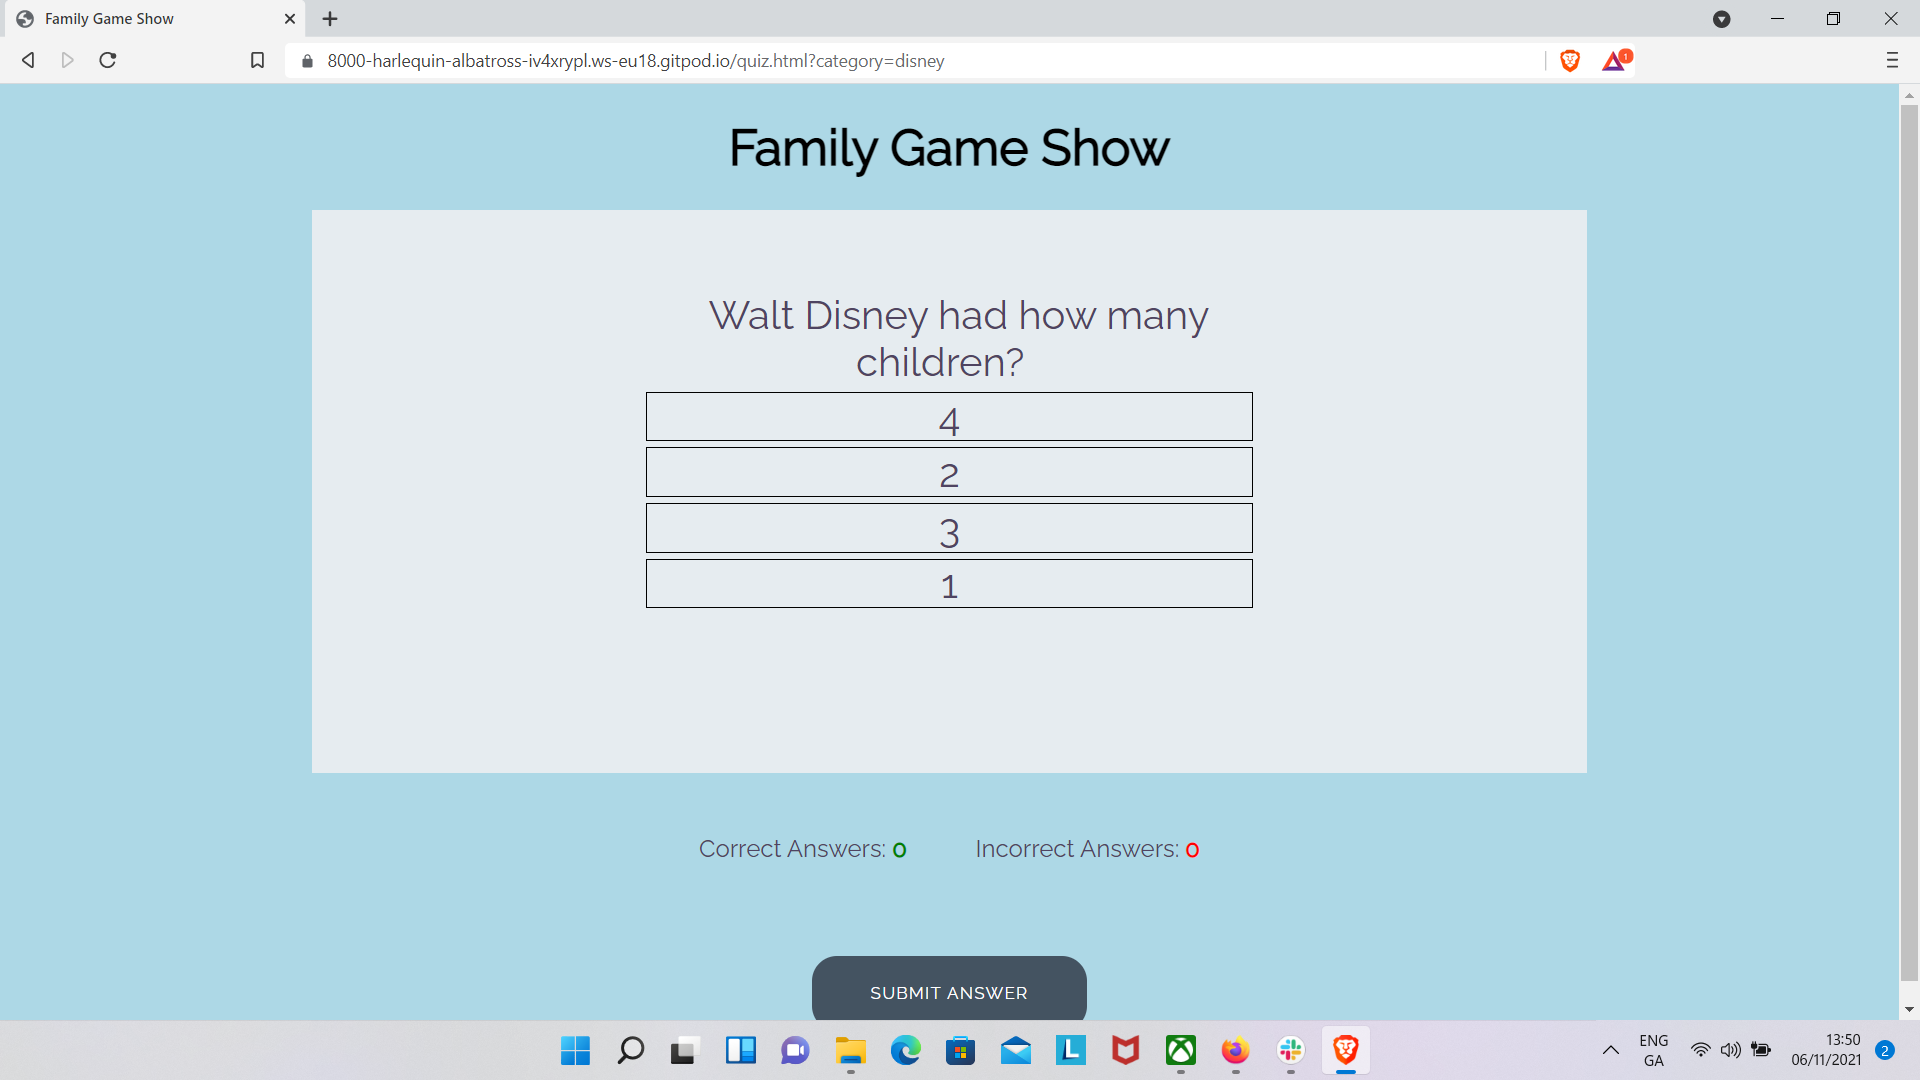 Family Game Show
8000-harlequin-albatross-iv4xrypl.ws-eu18.gitpod.io/quiz.html?category=disney
1
Family Game Show
Walt Disney had how many
children?
4
2
3
1
Correct Answers: 0
Incorrect Answers: 0
SUBMIT ANSWER
L
ENG
GA
13:50
06/11/2021
2